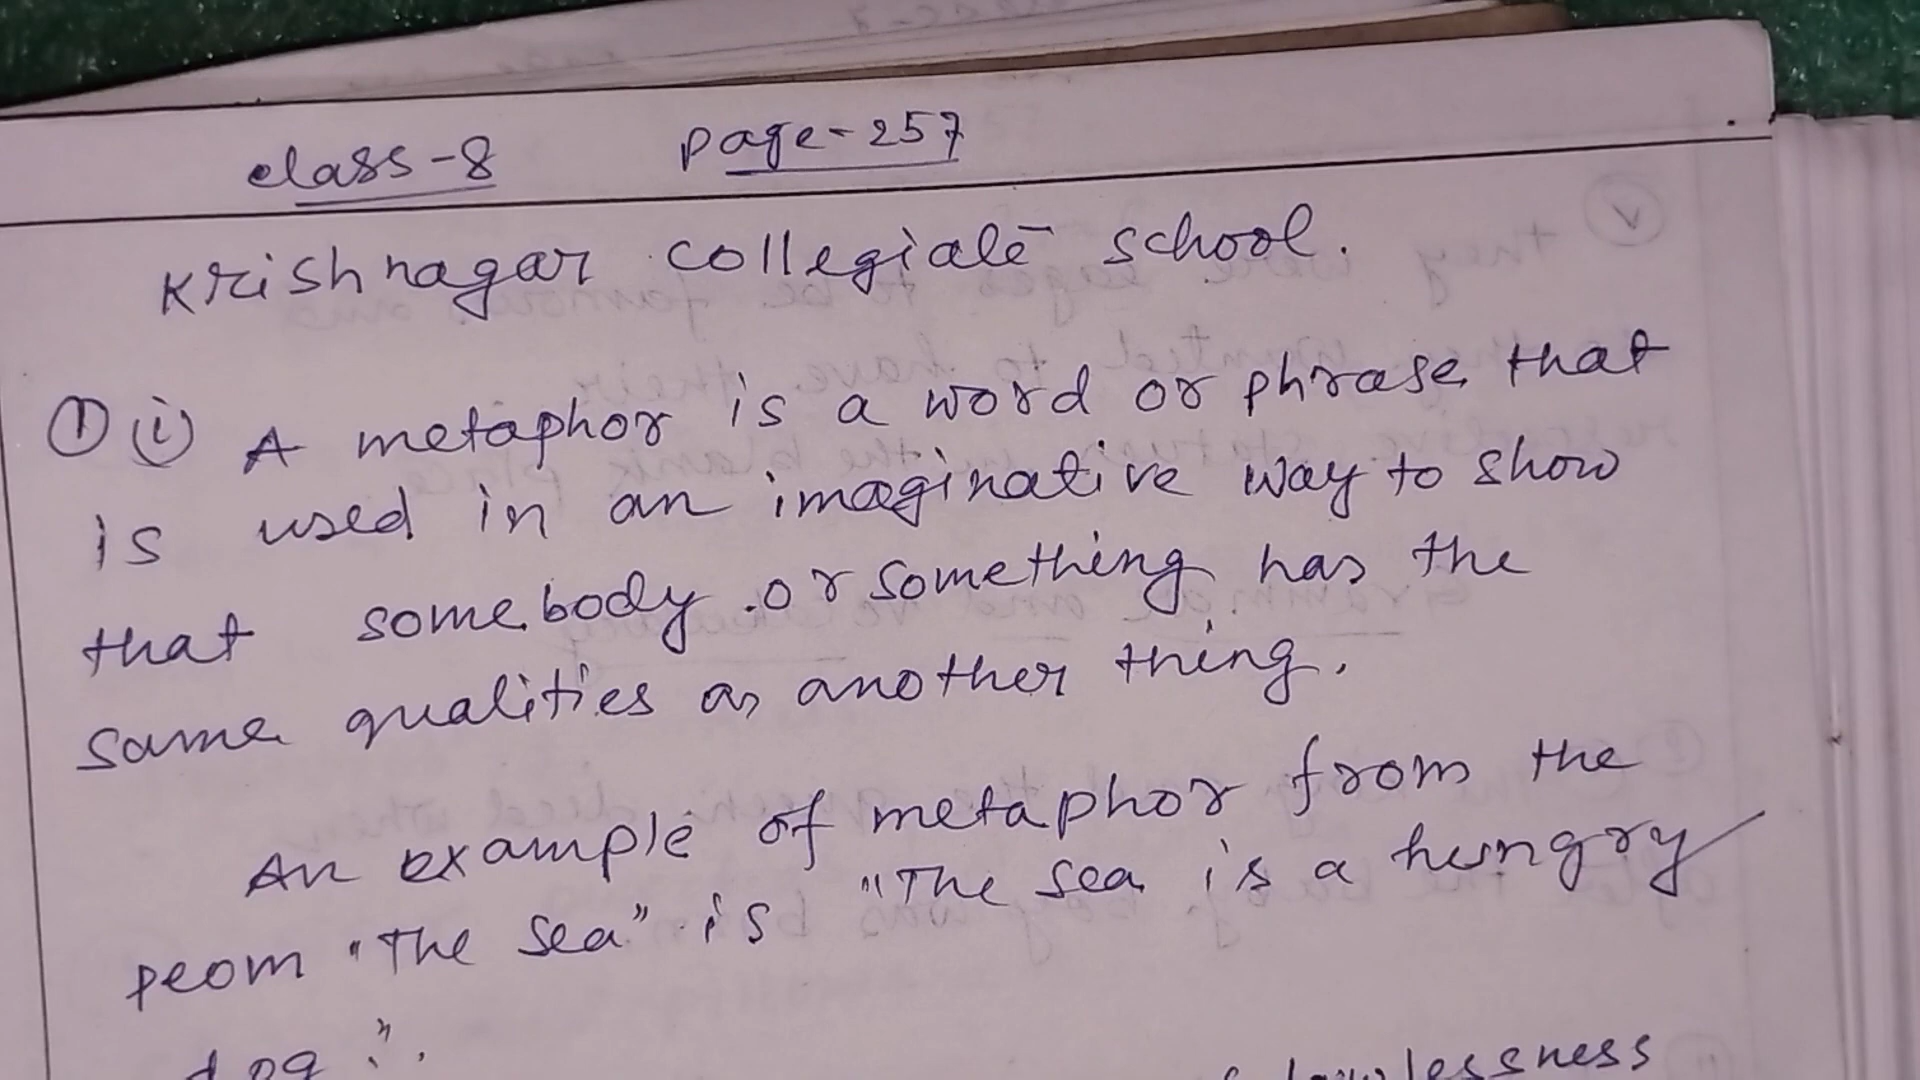 class-8 page-257
Krishnagar collegiate school.
① (i) A metaphor is a word or phrase that
is used in an imaginative way to show
that somebody or something has the
same qualities as another thing.
An example of metaphor from the
peom "The Sea" is "The sea is a hungry
dog".
lawlessness